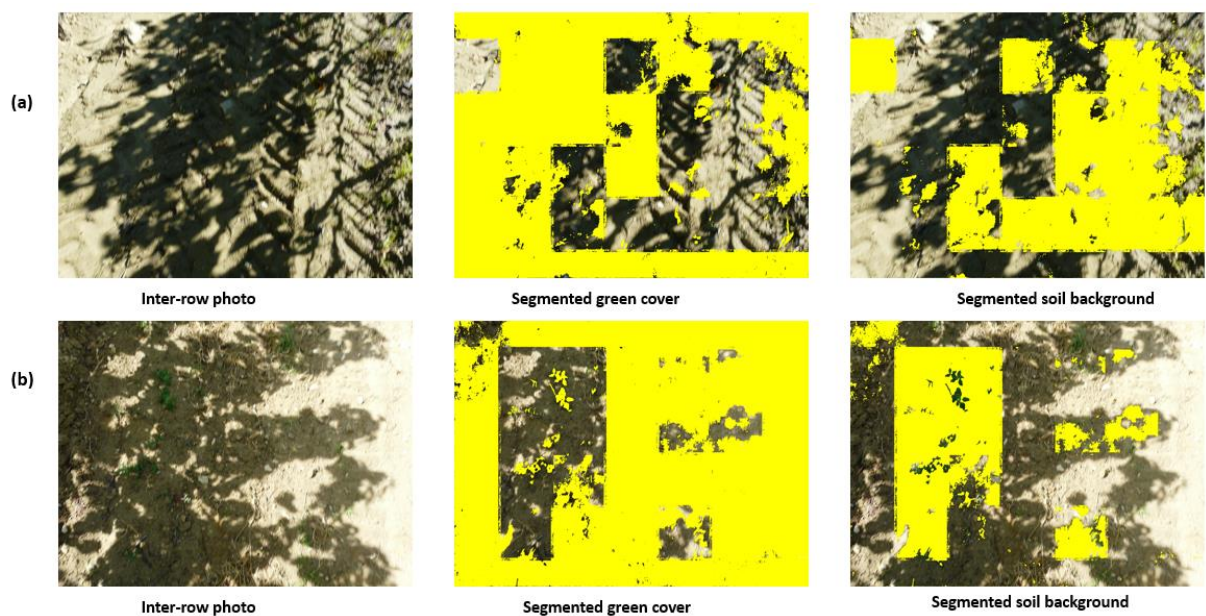 (a)
Inter-row photo
Segmented green cover
Segmented soil background
(b)
Inter-row photo
Segmented green cover
Segmented soil background